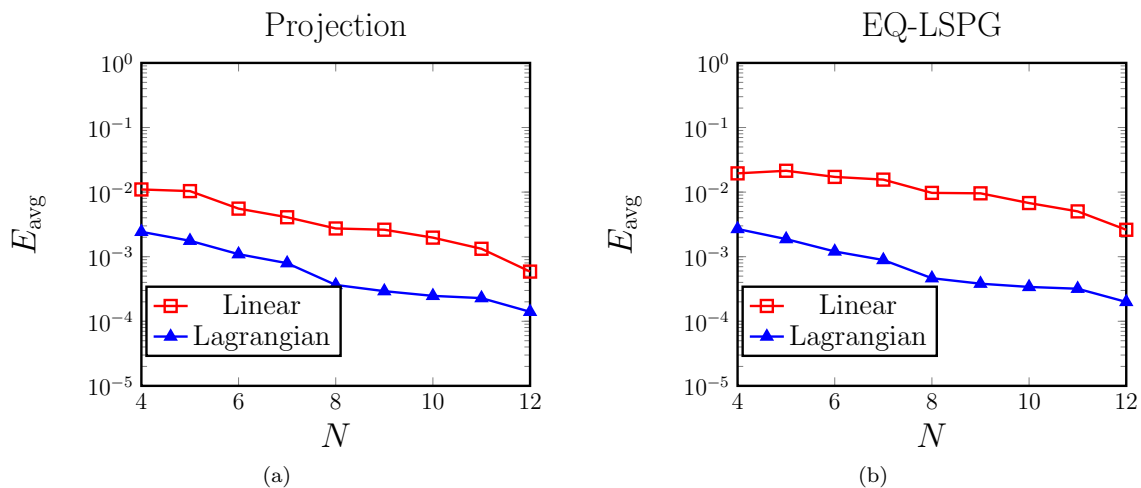 Projection
10^0
10^-1
10^-2
10^-3
10^-4
10^-5
E_avg
Linear
Lagrangian
4 6 8 10 12
N
(a)
EQ-LSPG
10^0
10^-1
10^-2
10^-3
10^-4
10^-5
E_avg
Linear
Lagrangian
4 6 8 10 12
N
(b)